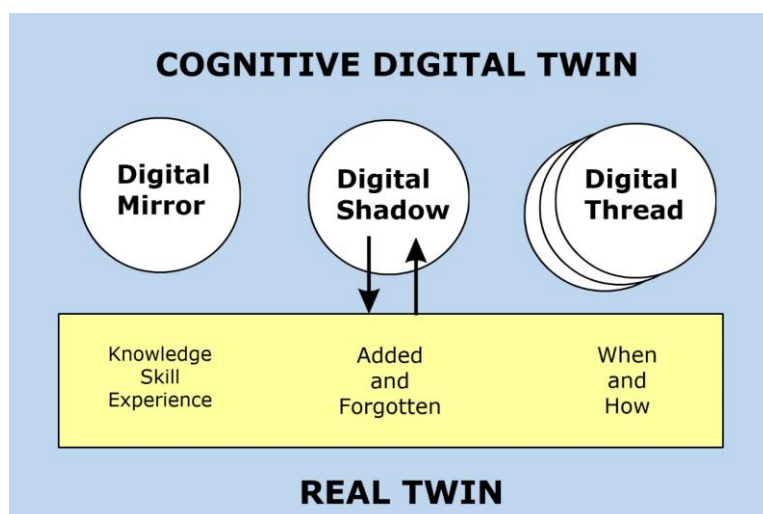 COGNITIVE DIGITAL TWIN
Digital
Mirror
Digital
Shadow
Digital
Thread
Knowledge
Skill
Experience
Added
and
Forgotten
When
and
How
REAL TWIN